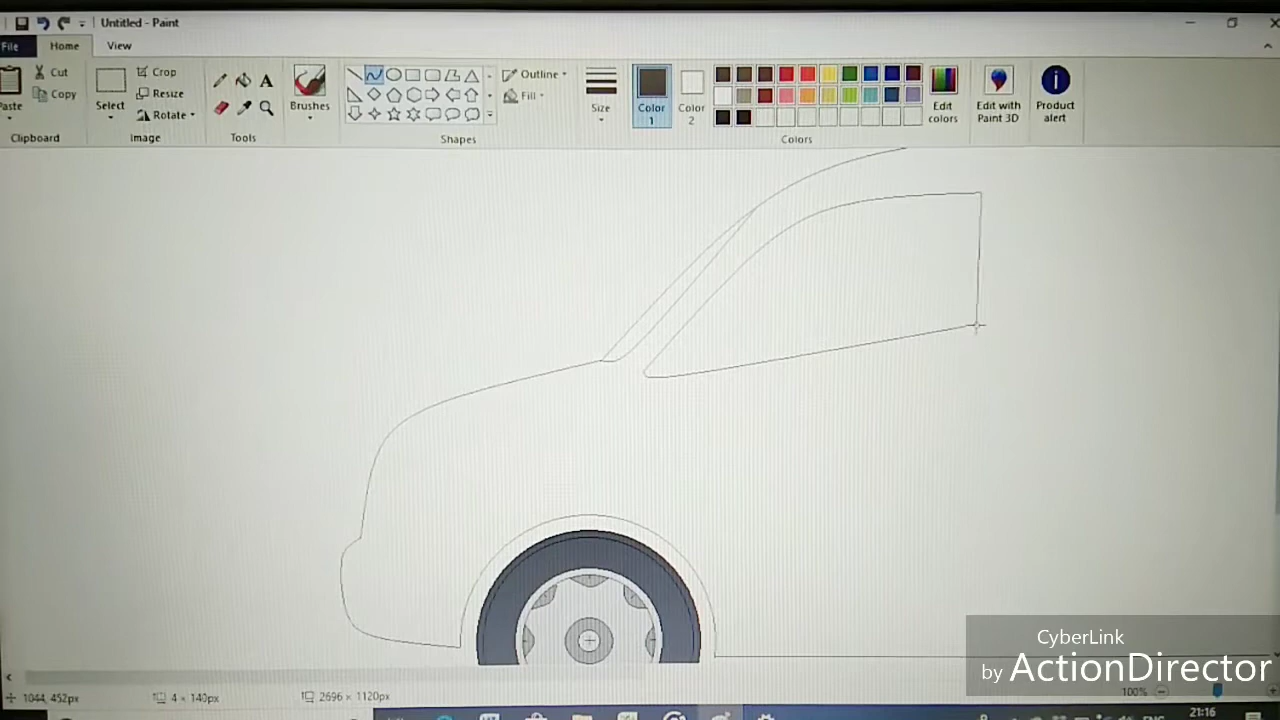 Untitled - Paint
File
Home
View
Cut
Copy
Paste
Clipboard
Select
Crop
Resize
Rotate
Image
Tools
A
Brushes
Shapes
Outline
Fill
Size
Color 1
Color 2
Colors
Edit colors
Edit with Paint 3D
Product alert
CyberLink
by ActionDirector
1044, 452px
4 × 140px
2696 × 1120px
100%
21:16